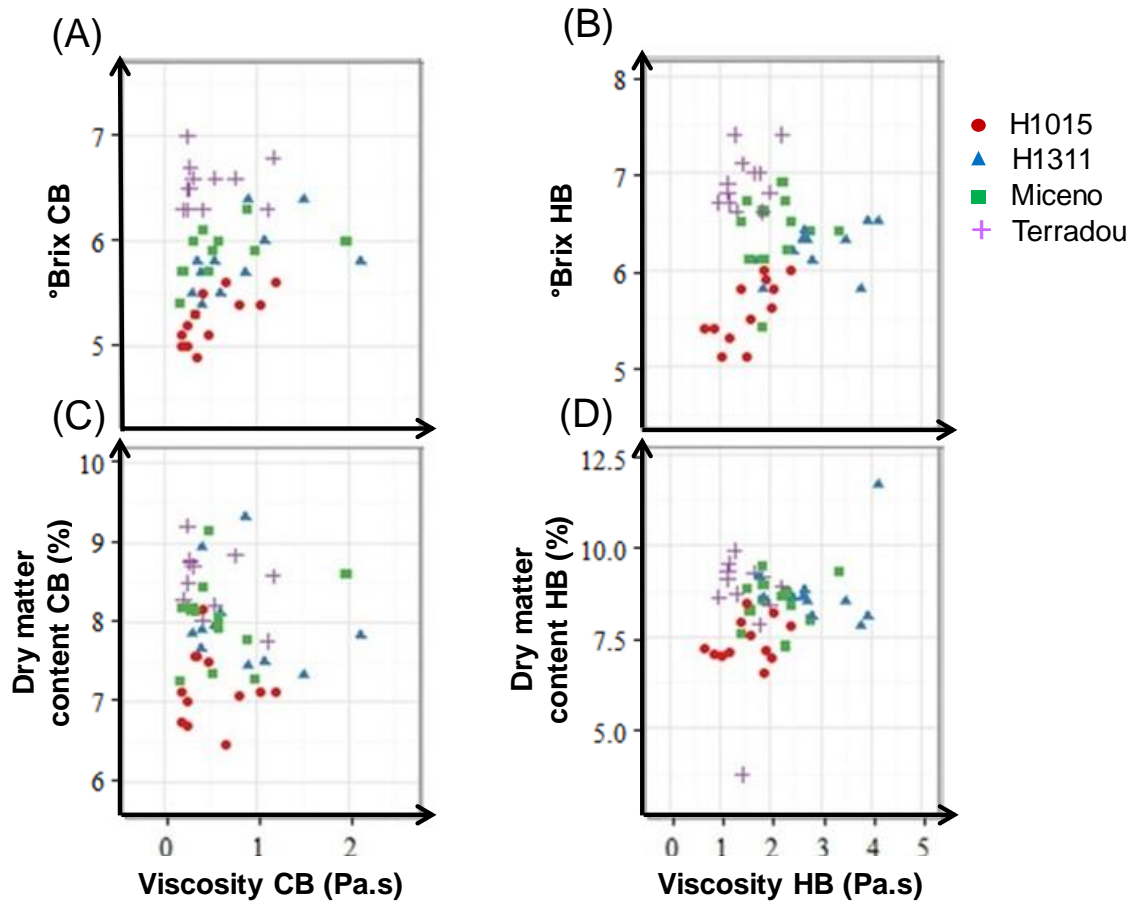 (A)
7
6
5
°Brix CB
(B)
8
7
6
5
°Brix HB
H1015
H1311
Miceno
Terradou
(C)
10
9
8
7
6
Dry matter
content CB (%)
0 1 2
Viscosity CB (Pa.s)
(D)
12.5
10.0
7.5
5.0
Dry matter
content HB (%)
0 1 2 3 4 5
Viscosity HB (Pa.s)